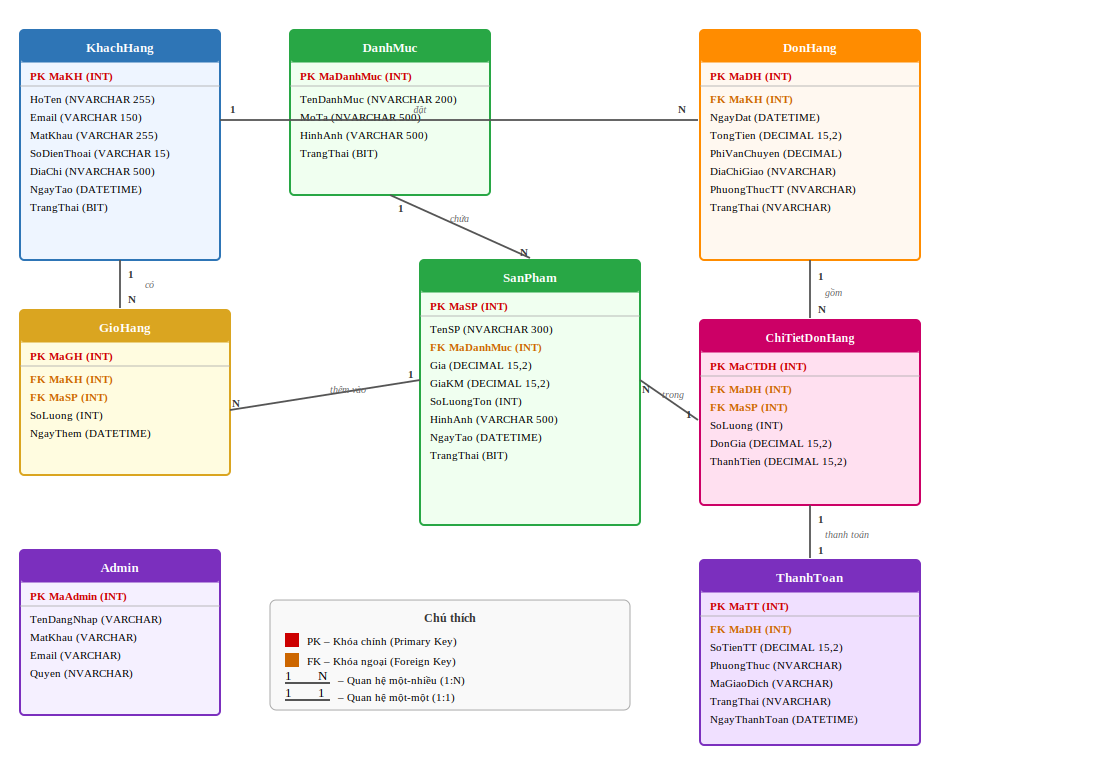 KhachHang
PK MaKH (INT)
HoTen (NVARCHAR 255)
Email (VARCHAR 150)
MatKhau (VARCHAR 255)
SoDienThoai (VARCHAR 15)
DiaChi (NVARCHAR 500)
NgayTao (DATETIME)
TrangThai (BIT)
DanhMuc
PK MaDanhMuc (INT)
TenDanhMuc (NVARCHAR 200)
MoTa (NVARCHAR 500)
HinhAnh (VARCHAR 500)
TrangThai (BIT)
DonHang
PK MaDH (INT)
FK MaKH (INT)
NgayDat (DATETIME)
TongTien (DECIMAL 15,2)
PhiVanChuyen (DECIMAL)
DiaChiGiao (NVARCHAR)
PhuongThucTT (NVARCHAR)
TrangThai (NVARCHAR)
1
đặt
N
1
chứa
N
1
có
N
1
gồm
N
GioHang
PK MaGH (INT)
FK MaKH (INT)
FK MaSP (INT)
SoLuong (INT)
NgayThem (DATETIME)
N
thêm vào
1
SanPham
PK MaSP (INT)
TenSP (NVARCHAR 300)
FK MaDanhMuc (INT)
Gia (DECIMAL 15,2)
GiaKM (DECIMAL 15,2)
SoLuongTon (INT)
HinhAnh (VARCHAR 500)
NgayTao (DATETIME)
TrangThai (BIT)
N
trong
1
ChiTietDonHang
PK MaCTDH (INT)
FK MaDH (INT)
FK MaSP (INT)
SoLuong (INT)
DonGia (DECIMAL 15,2)
ThanhTien (DECIMAL 15,2)
1
thanh toán
1
Admin
PK MaAdmin (INT)
TenDangNhap (VARCHAR)
MatKhau (VARCHAR)
Email (VARCHAR)
Quyen (NVARCHAR)
Chú thích
PK – Khóa chính (Primary Key)
FK – Khóa ngoại (Foreign Key)
1 N – Quan hệ một-nhiều (1:N)
1 1 – Quan hệ một-một (1:1)
ThanhToan
PK MaTT (INT)
FK MaDH (INT)
SoTienTT (DECIMAL 15,2)
PhuongThuc (NVARCHAR)
MaGiaoDich (VARCHAR)
TrangThai (NVARCHAR)
NgayThanhToan (DATETIME)